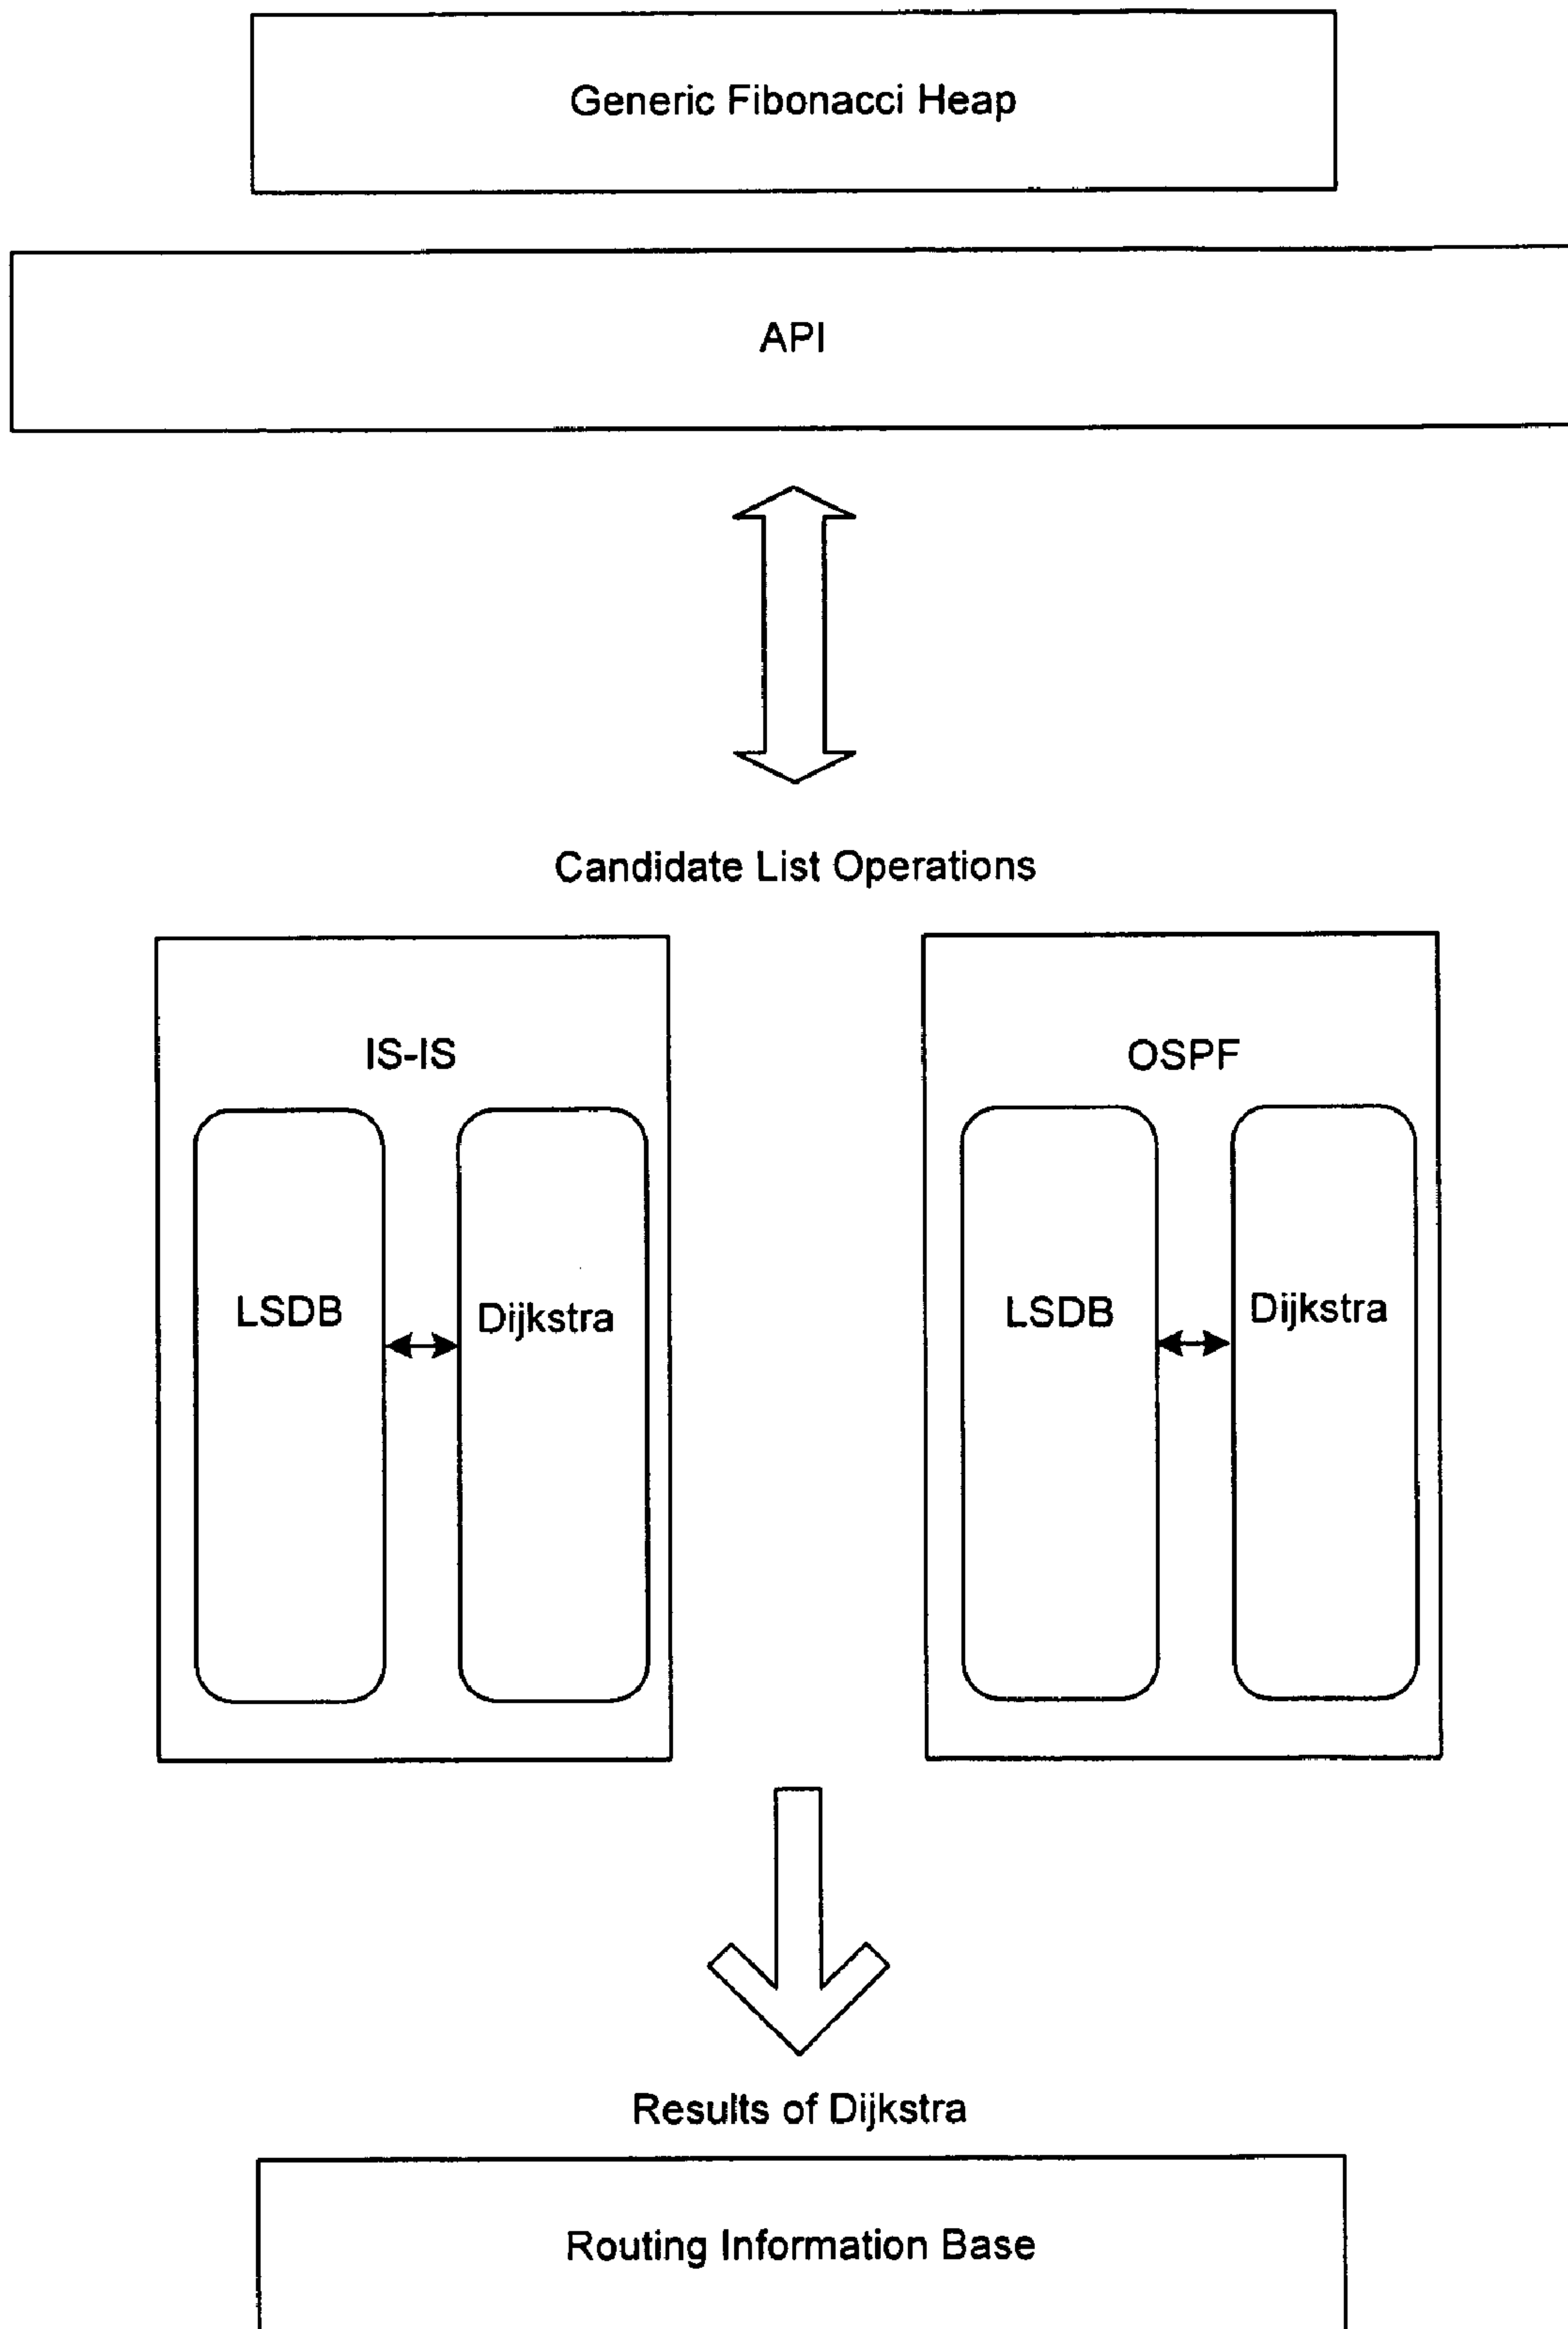 Generic Fibonacci Heap
API
Candidate List Operations
IS-IS
LSDB
Dijkstra
OSPF
LSDB
Dijkstra
Results of Dijkstra
Routing Information Base